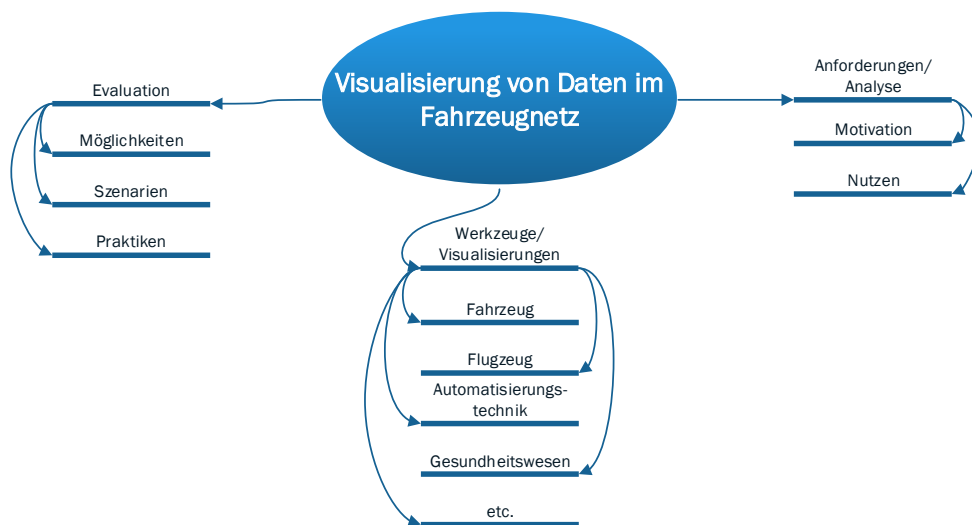 Visualisierung von Daten im
Fahrzeugnetz
Evaluation
Möglichkeiten
Szenarien
Praktiken
Anforderungen/
Analyse
Motivation
Nutzen
Werkzeuge/
Visualisierungen
Fahrzeug
Flugzeug
Automatisierungs-
technik
Gesundheitswesen
etc.